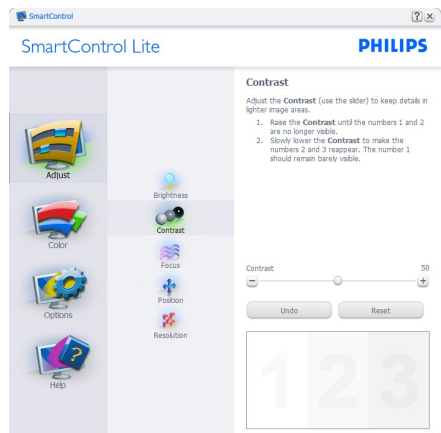 SmartControl
SmartControl Lite
PHILIPS
Adjust
Color
Options
Help
Brightness
Contrast
Focus
Position
Resolution
Contrast
Adjust the Contrast (use the slider) to keep details in
lighter image areas.
1. Raise the Contrast until the numbers 1 and 2
are no longer visible.
2. Slowly lower the Contrast to make the
numbers 2 and 3 reappear. The number 1
should remain barely visible.
Contrast 50
Undo Reset
1 2 3